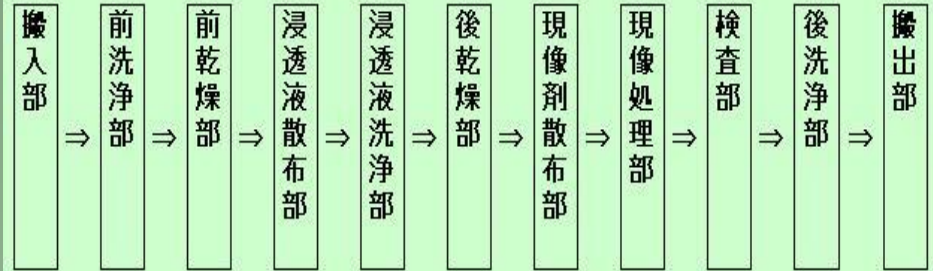 搬入部
⇒
前洗浄部
⇒
前乾燥部
⇒
浸透液散布部
⇒
浸透液洗浄部
⇒
後乾燥部
⇒
現像剤散布部
⇒
現像処理部
⇒
検査部
⇒
後洗浄部
⇒
搬出部